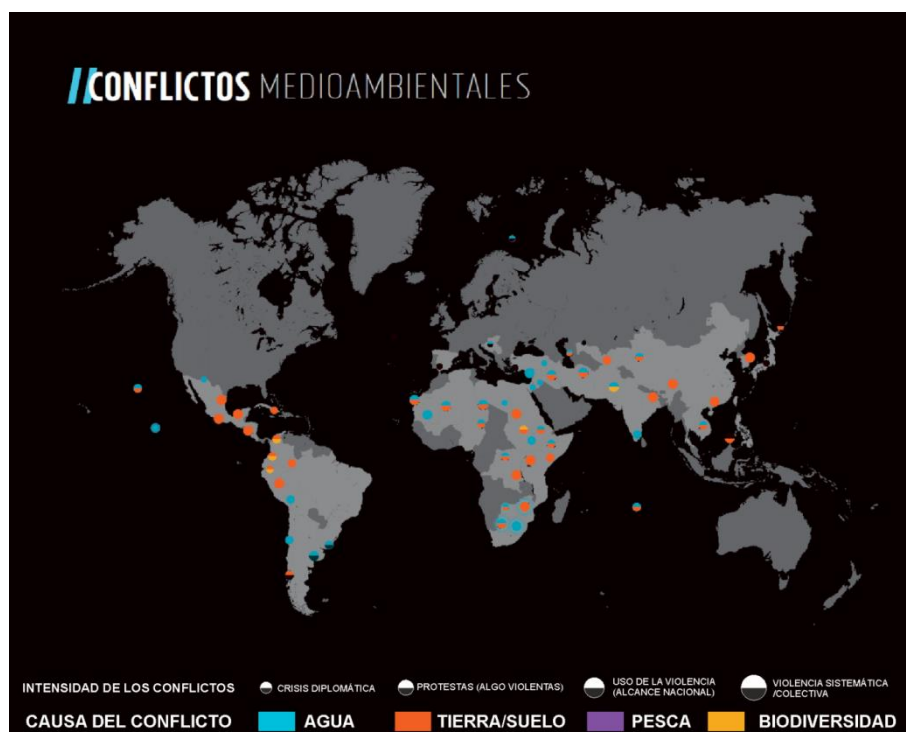 //CONFLICTOS MEDIOAMBIENTALES
INTENSIDAD DE LOS CONFLICTOS CRISIS DIPLOMÁTICA PROTESTAS (ALGO VIOLENTAS) USO DE LA VIOLENCIA (ALCANCE NACIONAL) VIOLENCIA SISTEMÁTICA /COLECTIVA
CAUSA DEL CONFLICTO AGUA TIERRA/SUELO PESCA BIODIVERSIDAD